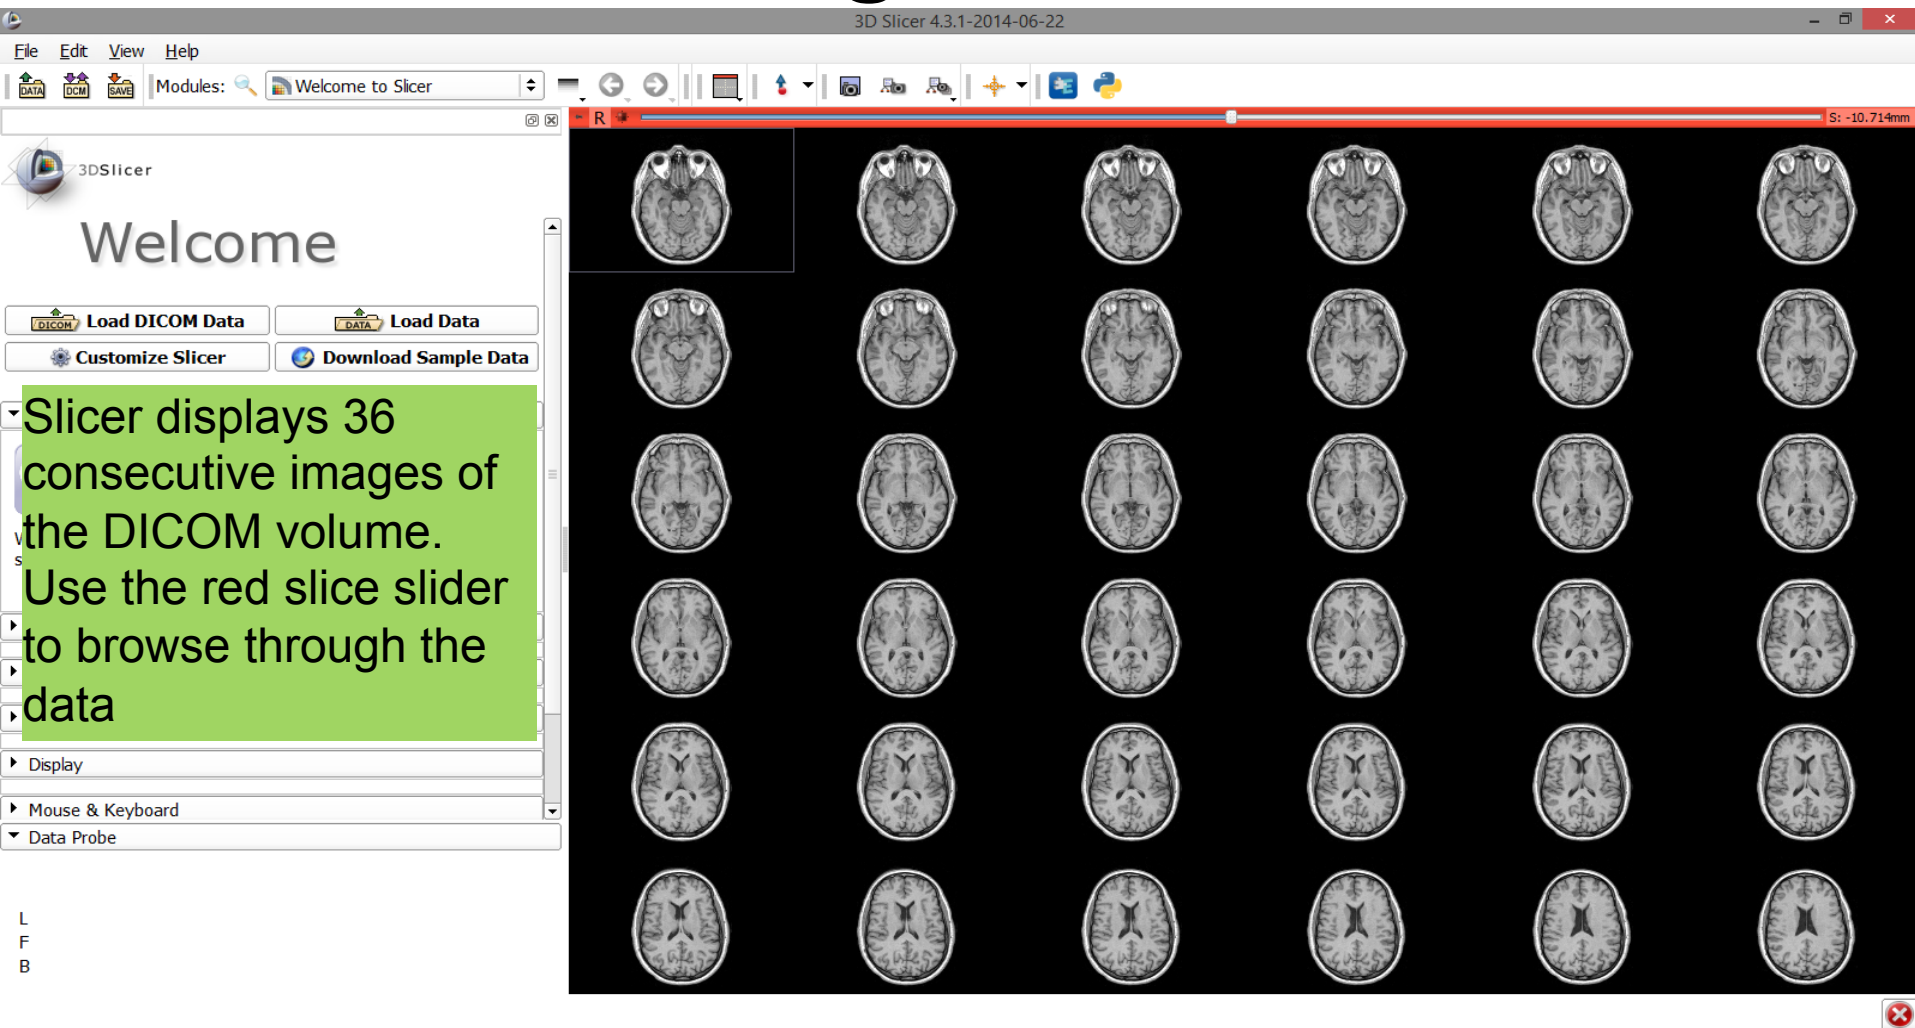 3D Slicer 4.3.1-2014-06-22
File Edit View Help
DATA DCM SAVE Modules: Welcome to Slicer
R S: -10.714mm
3DSlicer
Welcome
DICOM Load DICOM Data DATA Load Data
Customize Slicer Download Sample Data
Slicer displays 36
consecutive images of
the DICOM volume.
Use the red slice slider
to browse through the
data
Display
Mouse & Keyboard
Data Probe
L
F
B